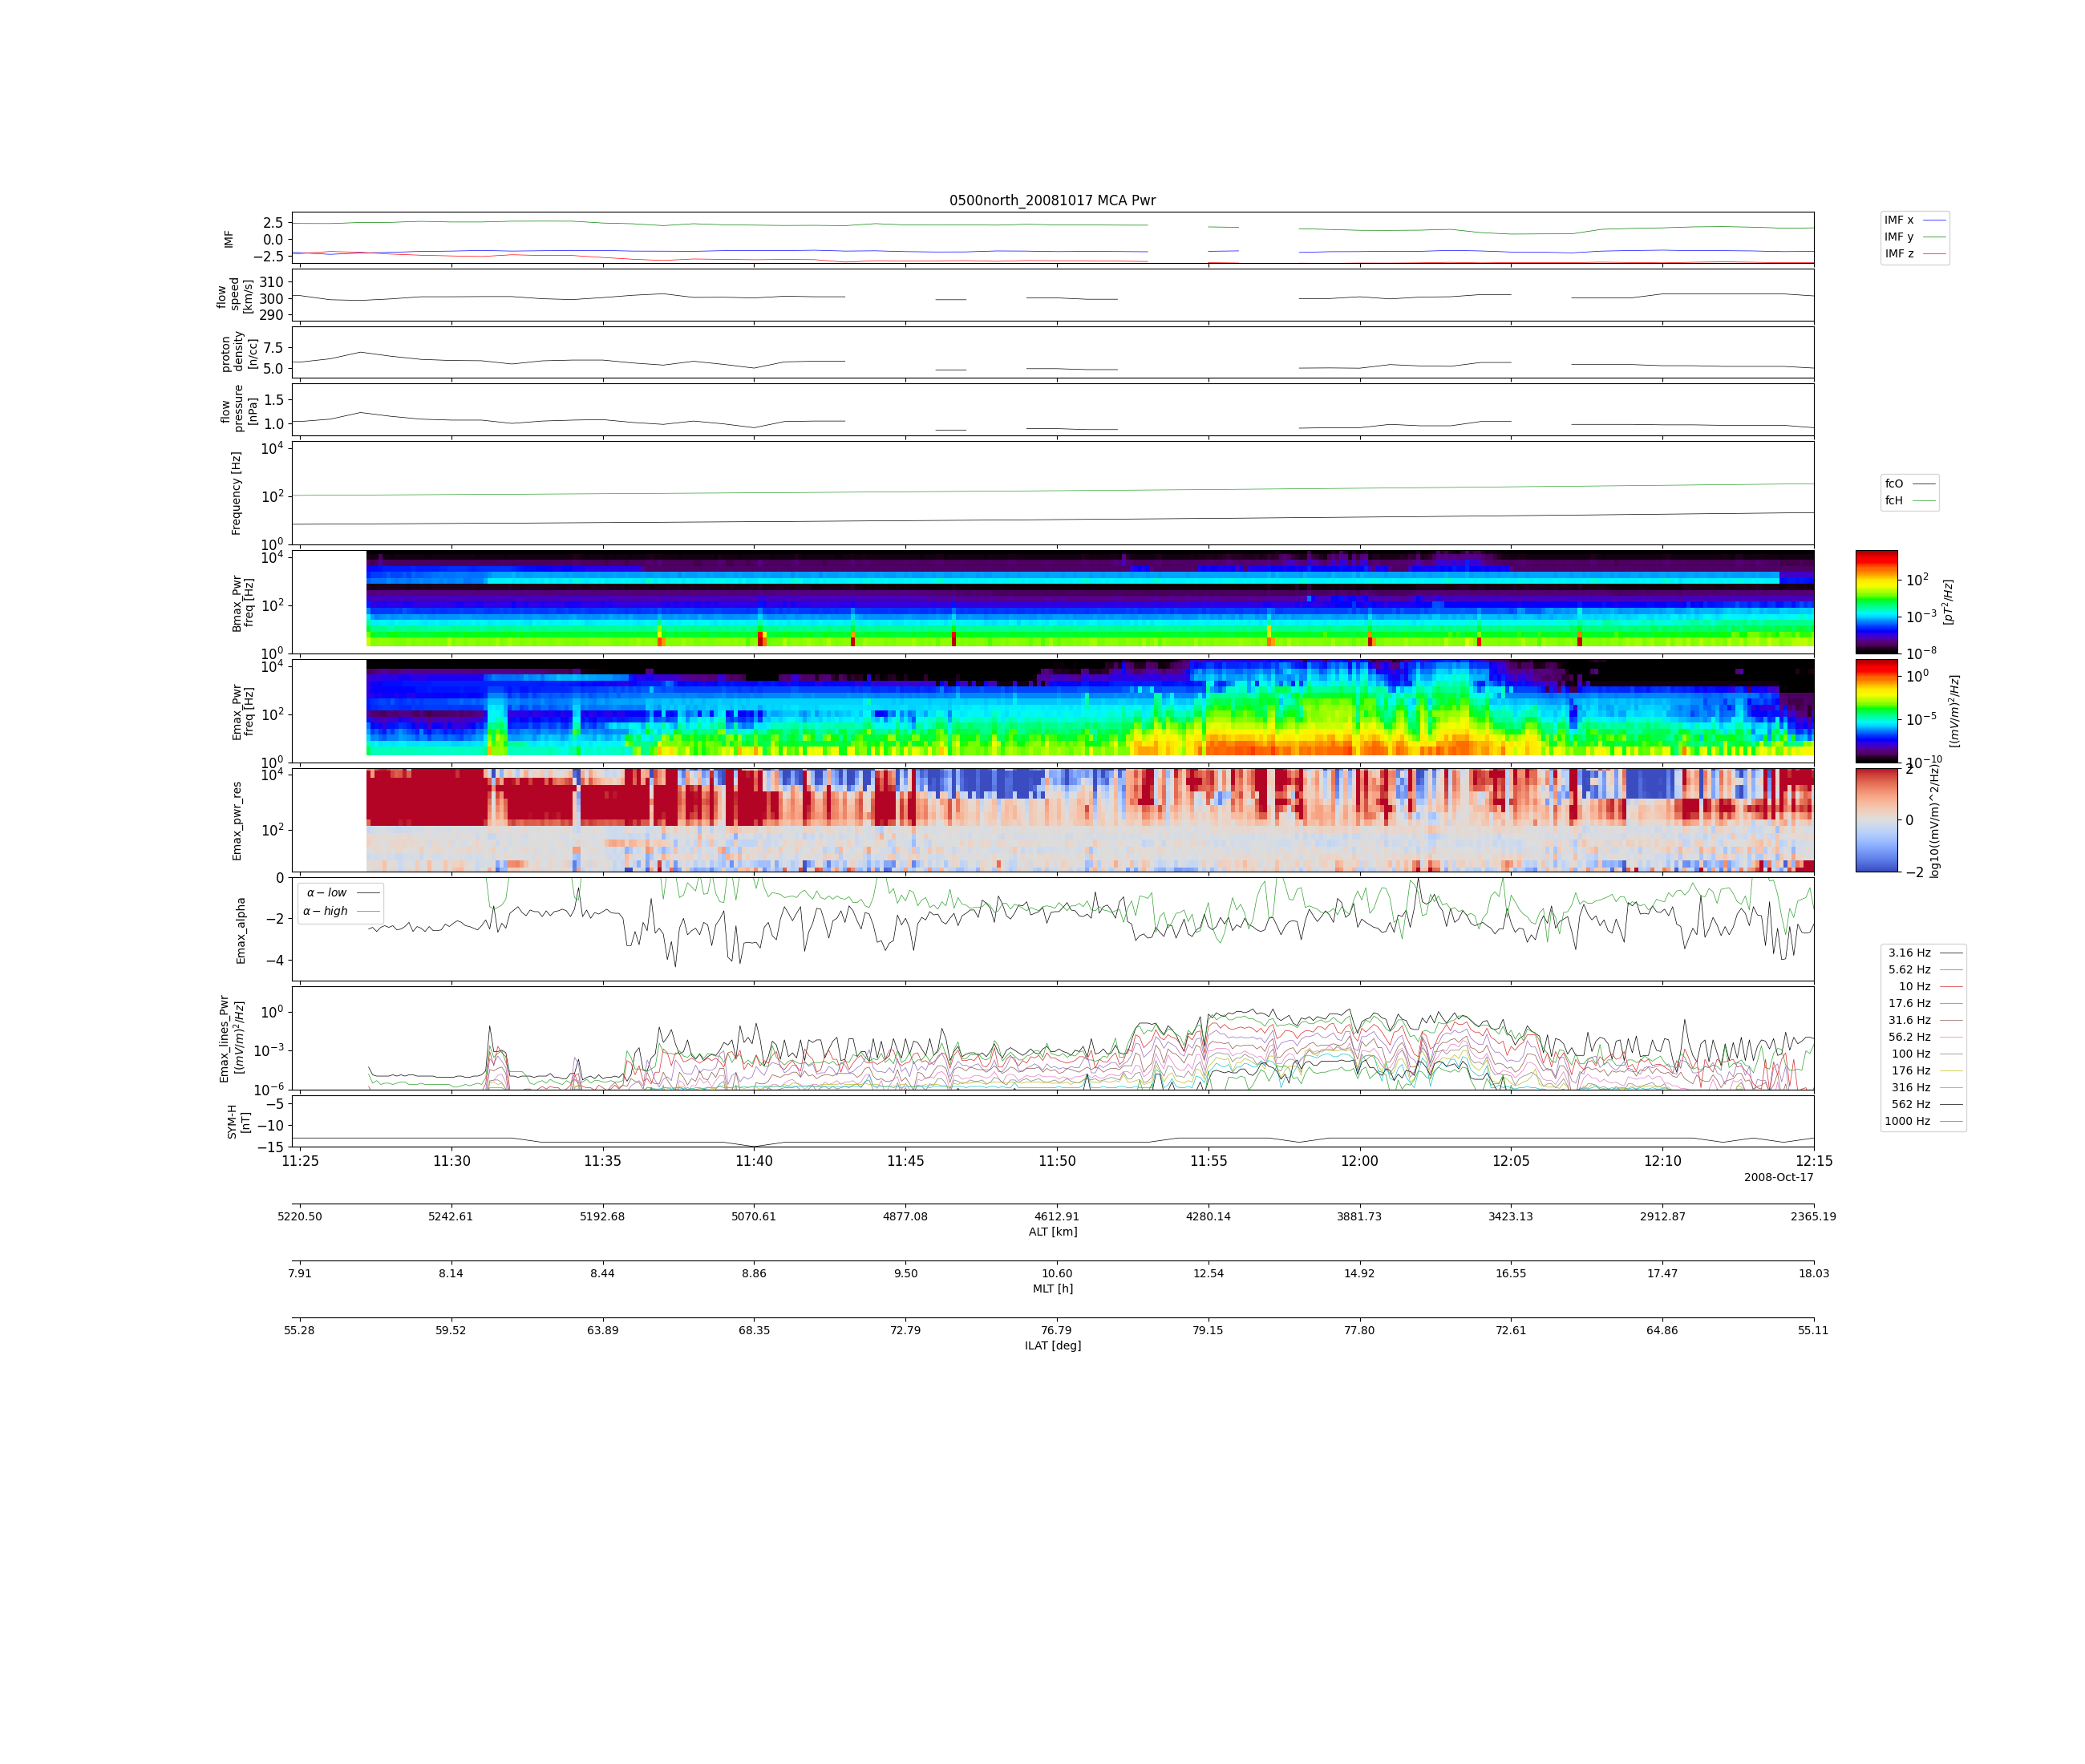 0500north_20081017 MCA Pwr
IMF
2.5
0.0
−2.5
IMF x
IMF y
IMF z
flow
speed
[km/s]
310
300
290
proton
density
[n/cc]
7.5
5.0
flow
pressure
[nPa]
1.5
1.0
Frequency [Hz]
10^4
10^2
10^0
fcO
fcH
Bmax_Pwr
freq [Hz]
10^4
10^2
10^0
10^2
10^−3
10^−8
[pT^2/Hz]
Emax_Pwr
freq [Hz]
10^4
10^2
10^0
10^0
10^−5
10^−10
[(mV/m)^2/Hz]
Emax_pwr_res
10^4
10^2
2
0
−2
log10((mV/m)^2/Hz)
Emax_alpha
0
−2
−4
α − low
α − high
Emax_lines_Pwr
[(mV/m)^2/Hz]
10^0
10^−3
10^−6
3.16 Hz
5.62 Hz
10 Hz
17.6 Hz
31.6 Hz
56.2 Hz
100 Hz
176 Hz
316 Hz
562 Hz
1000 Hz
SYM-H
[nT]
−5
−10
−15
11:25 11:30 11:35 11:40 11:45 11:50 11:55 12:00 12:05 12:10 12:15
2008-Oct-17
5220.50 5242.61 5192.68 5070.61 4877.08 4612.91 4280.14 3881.73 3423.13 2912.87 2365.19
ALT [km]
7.91 8.14 8.44 8.86 9.50 10.60 12.54 14.92 16.55 17.47 18.03
MLT [h]
55.28 59.52 63.89 68.35 72.79 76.79 79.15 77.80 72.61 64.86 55.11
ILAT [deg]